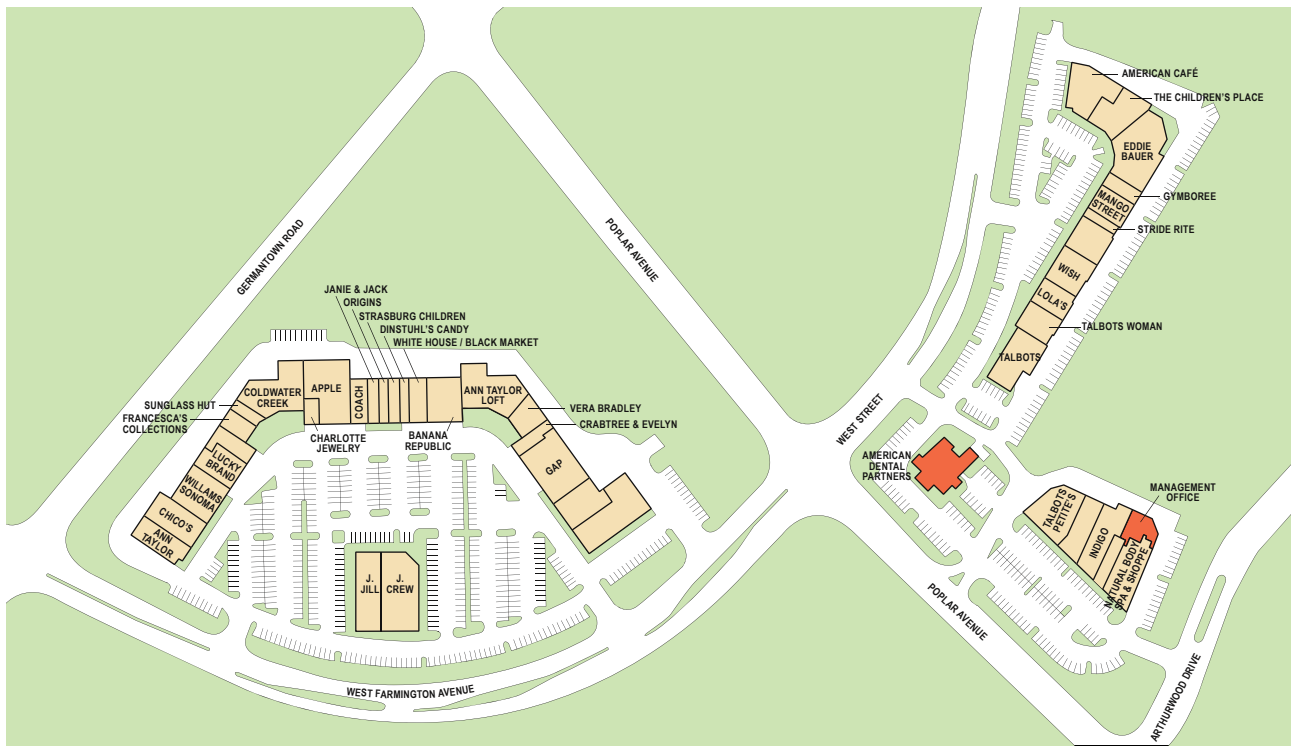 AMERICAN CAFÉ
THE CHILDREN'S PLACE
EDDIE
BAUER
GYMBOREE
MANGO
STREET
STRIDE RITE
WISH
LOLA'S
TALBOTS WOMAN
TALBOTS
GERMANTOWN ROAD
POPLAR AVENUE
JANIE & JACK
ORIGINS
STRASBURG CHILDREN
DINSTUHL'S CANDY
WHITE HOUSE / BLACK MARKET
COLDWATER
CREEK
APPLE
COACH
ANN TAYLOR
LOFT
SUNGLASS HUT
FRANCESCA'S
COLLECTIONS
CHARLOTTE
JEWELRY
BANANA
REPUBLIC
VERA BRADLEY
CRABTREE & EVELYN
LUCKY
BRAND
WILLAMS
SONOMA
CHICO'S
ANN
TAYLOR
GAP
J.
JILL
J.
CREW
WEST FARMINGTON AVENUE
WEST STREET
AMERICAN
DENTAL
PARTNERS
MANAGEMENT
OFFICE
TALBOTS
PETITE'S
INDIGO
NATURAL BODY
SPA & SHOPPE
POPLAR AVENUE
ARTHURWOOD DRIVE